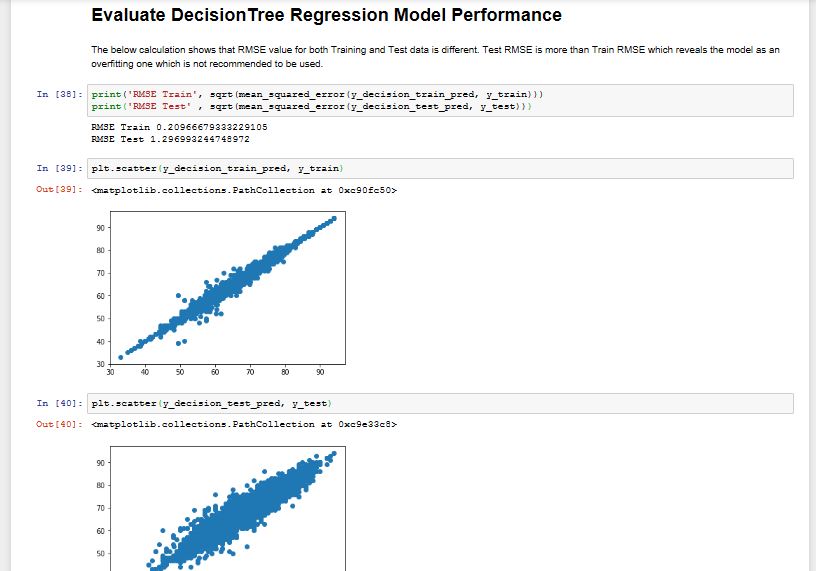 Evaluate DecisionTree Regression Model Performance
The below calculation shows that RMSE value for both Training and Test data is different. Test RMSE is more than Train RMSE which reveals the model as an
overfitting one which is not recommended to be used.
In [38]: print('RMSE Train', sqrt(mean_squared_error(y_decision_train_pred, y_train)))
print('RMSE Test' , sqrt(mean_squared_error(y_decision_test_pred, y_test)))
RMSE Train 0.20966679333229105
RMSE Test 1.296993244748972
In [39]: plt.scatter(y_decision_train_pred, y_train)
Out[39]: <matplotlib.collections.PathCollection at 0xc90fc50>
90
80
70
60
50
40
30
30 40 50 60 70 80 90
In [40]: plt.scatter(y_decision_test_pred, y_test)
Out[40]: <matplotlib.collections.PathCollection at 0xc9e33c8>
90
80
70
60
50